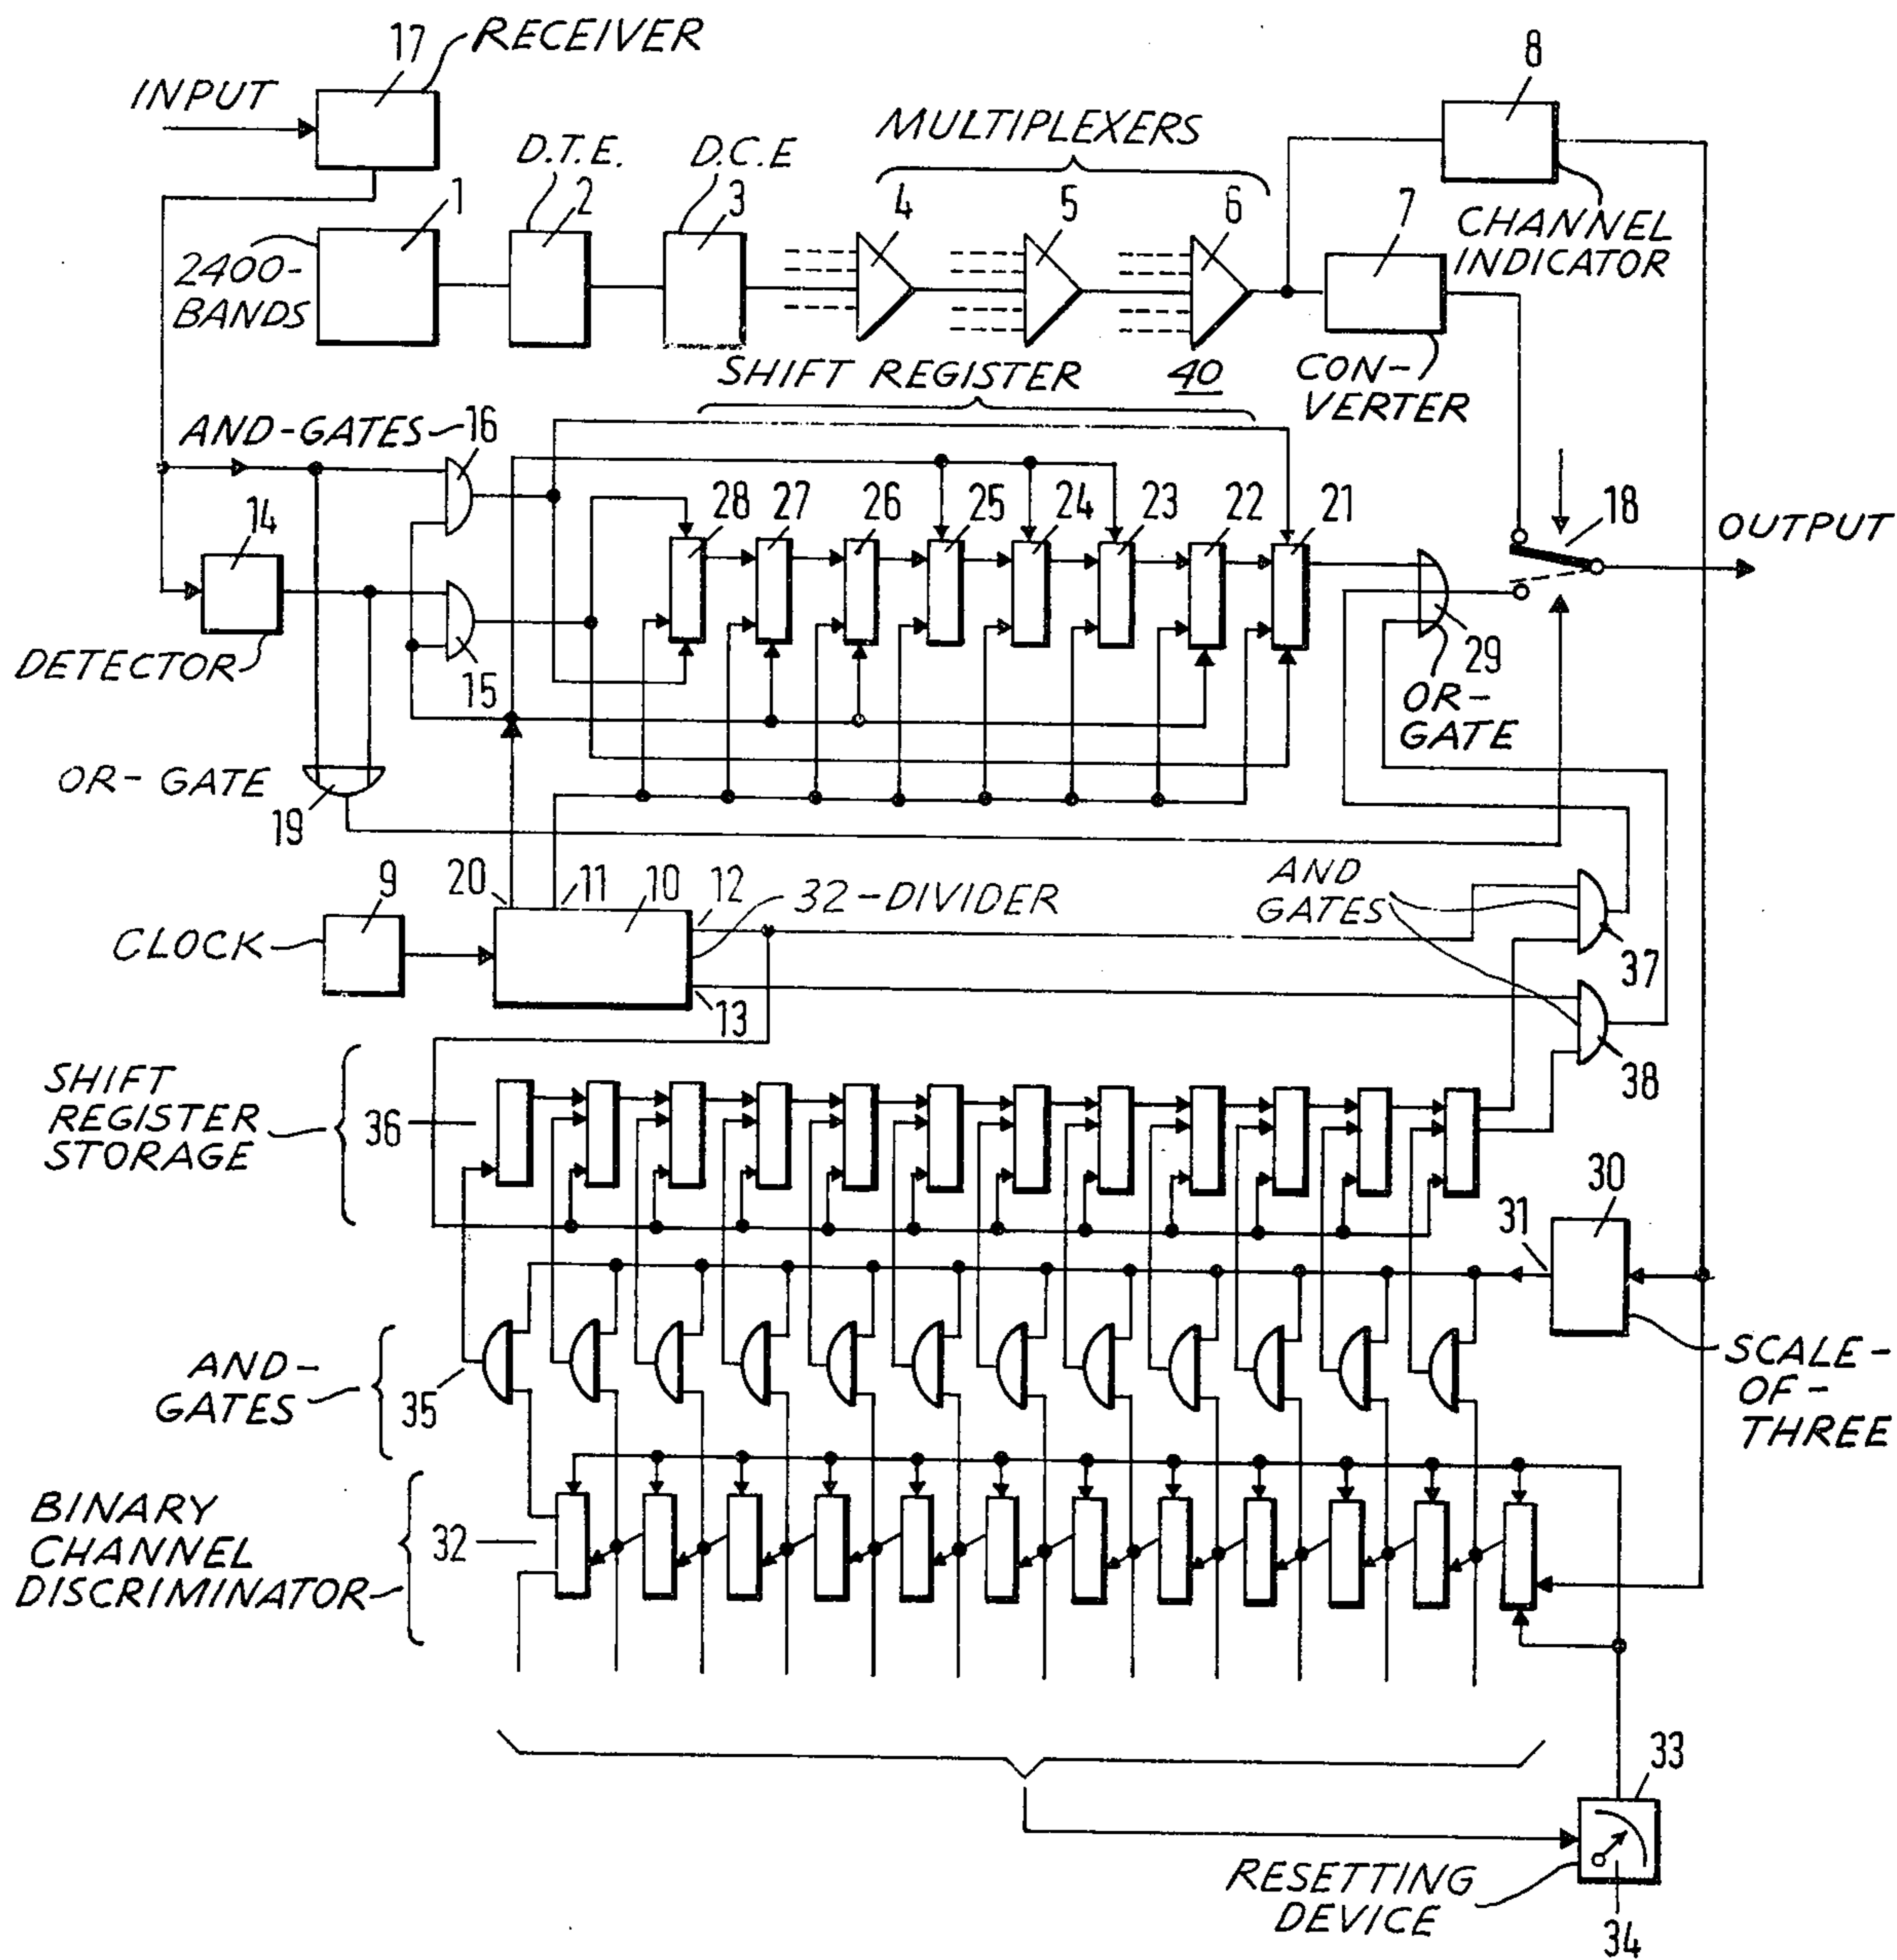 17
RECEIVER
8
INPUT
MULTIPLEXERS
D.T.E.
D.C.E
1
2
3
4
5
6
7
CHANNEL
INDICATOR
2400-
BANDS
SHIFT REGISTER
40
CON-
VERTER
AND-GATES
16
14
28
27
26
25
24
23
22
21
18
OUTPUT
DETECTOR
15
29
OR-
GATE
OR-GATE
19
9
20
11
10
12
32-DIVIDER
AND
GATES
CLOCK
37
13
38
SHIFT
REGISTER
STORAGE
36
30
31
AND-
GATES
35
SCALE-
OF-
THREE
BINARY
CHANNEL
DISCRIMINATOR
32
33
RESETTING
DEVICE
34